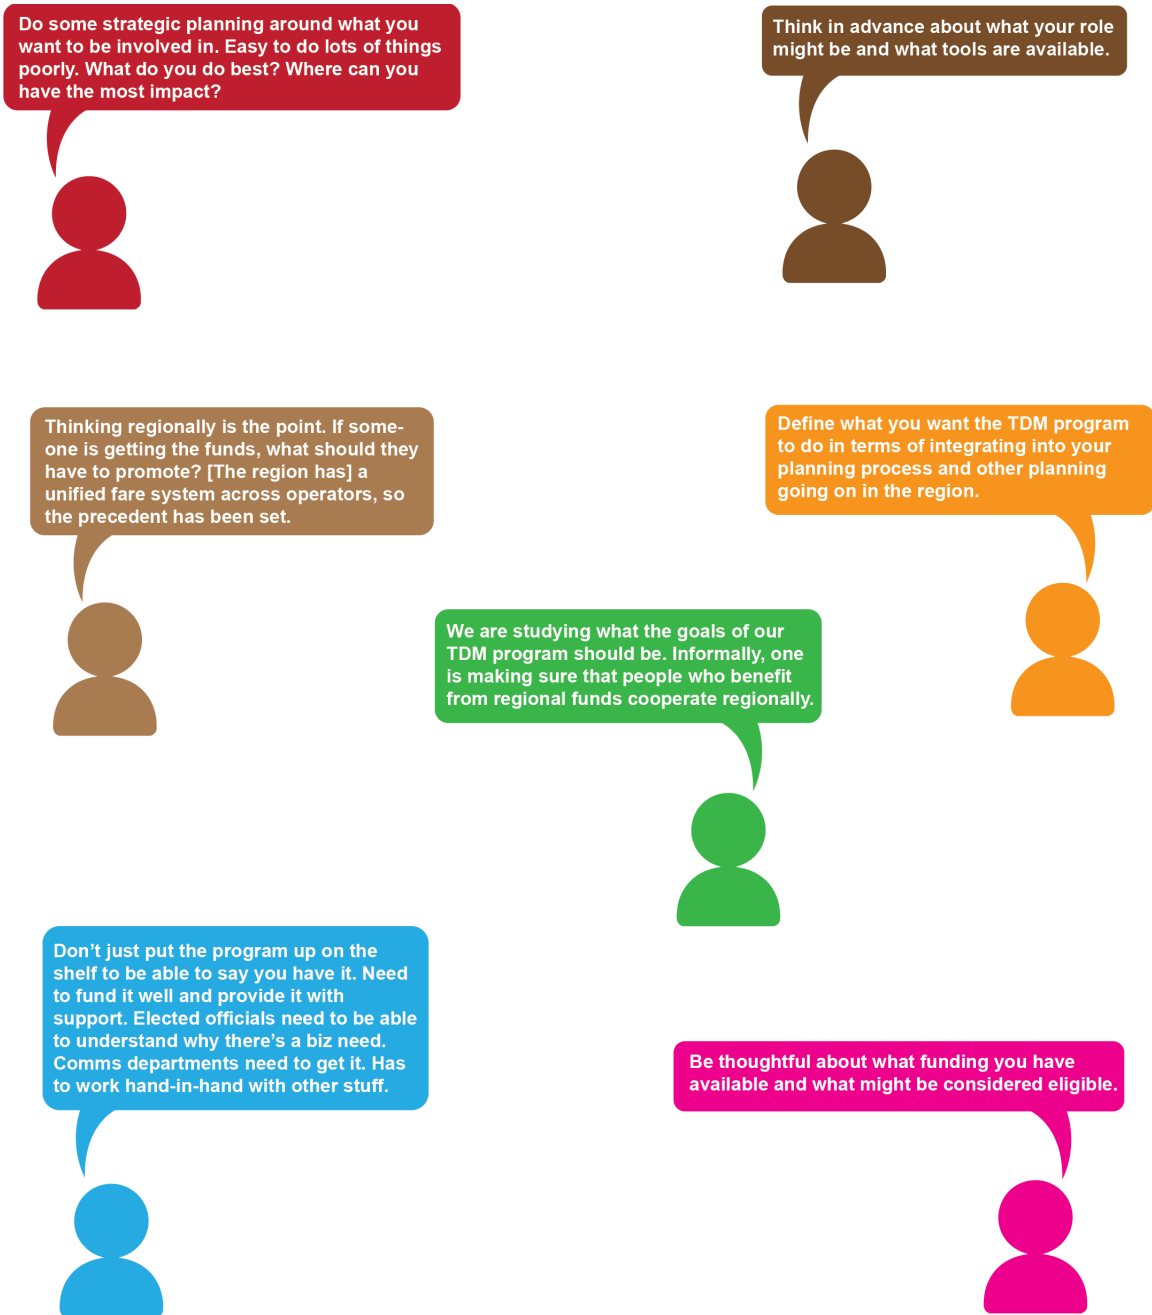 Do some strategic planning around what you
want to be involved in. Easy to do lots of things
poorly. What do you do best? Where can you
have the most impact?
Think in advance about what your role
might be and what tools are available.
Thinking regionally is the point. If some-
one is getting the funds, what should they
have to promote? [The region has] a
unified fare system across operators, so
the precedent has been set.
Define what you want the TDM program
to do in terms of integrating into your
planning process and other planning
going on in the region.
We are studying what the goals of our
TDM program should be. Informally, one
is making sure that people who benefit
from regional funds cooperate regionally.
Don’t just put the program up on the
shelf to be able to say you have it. Need
to fund it well and provide it with
support. Elected officials need to be able
to understand why there’s a biz need.
Comms departments need to get it. Has
to work hand-in-hand with other stuff.
Be thoughtful about what funding you have
available and what might be considered eligible.